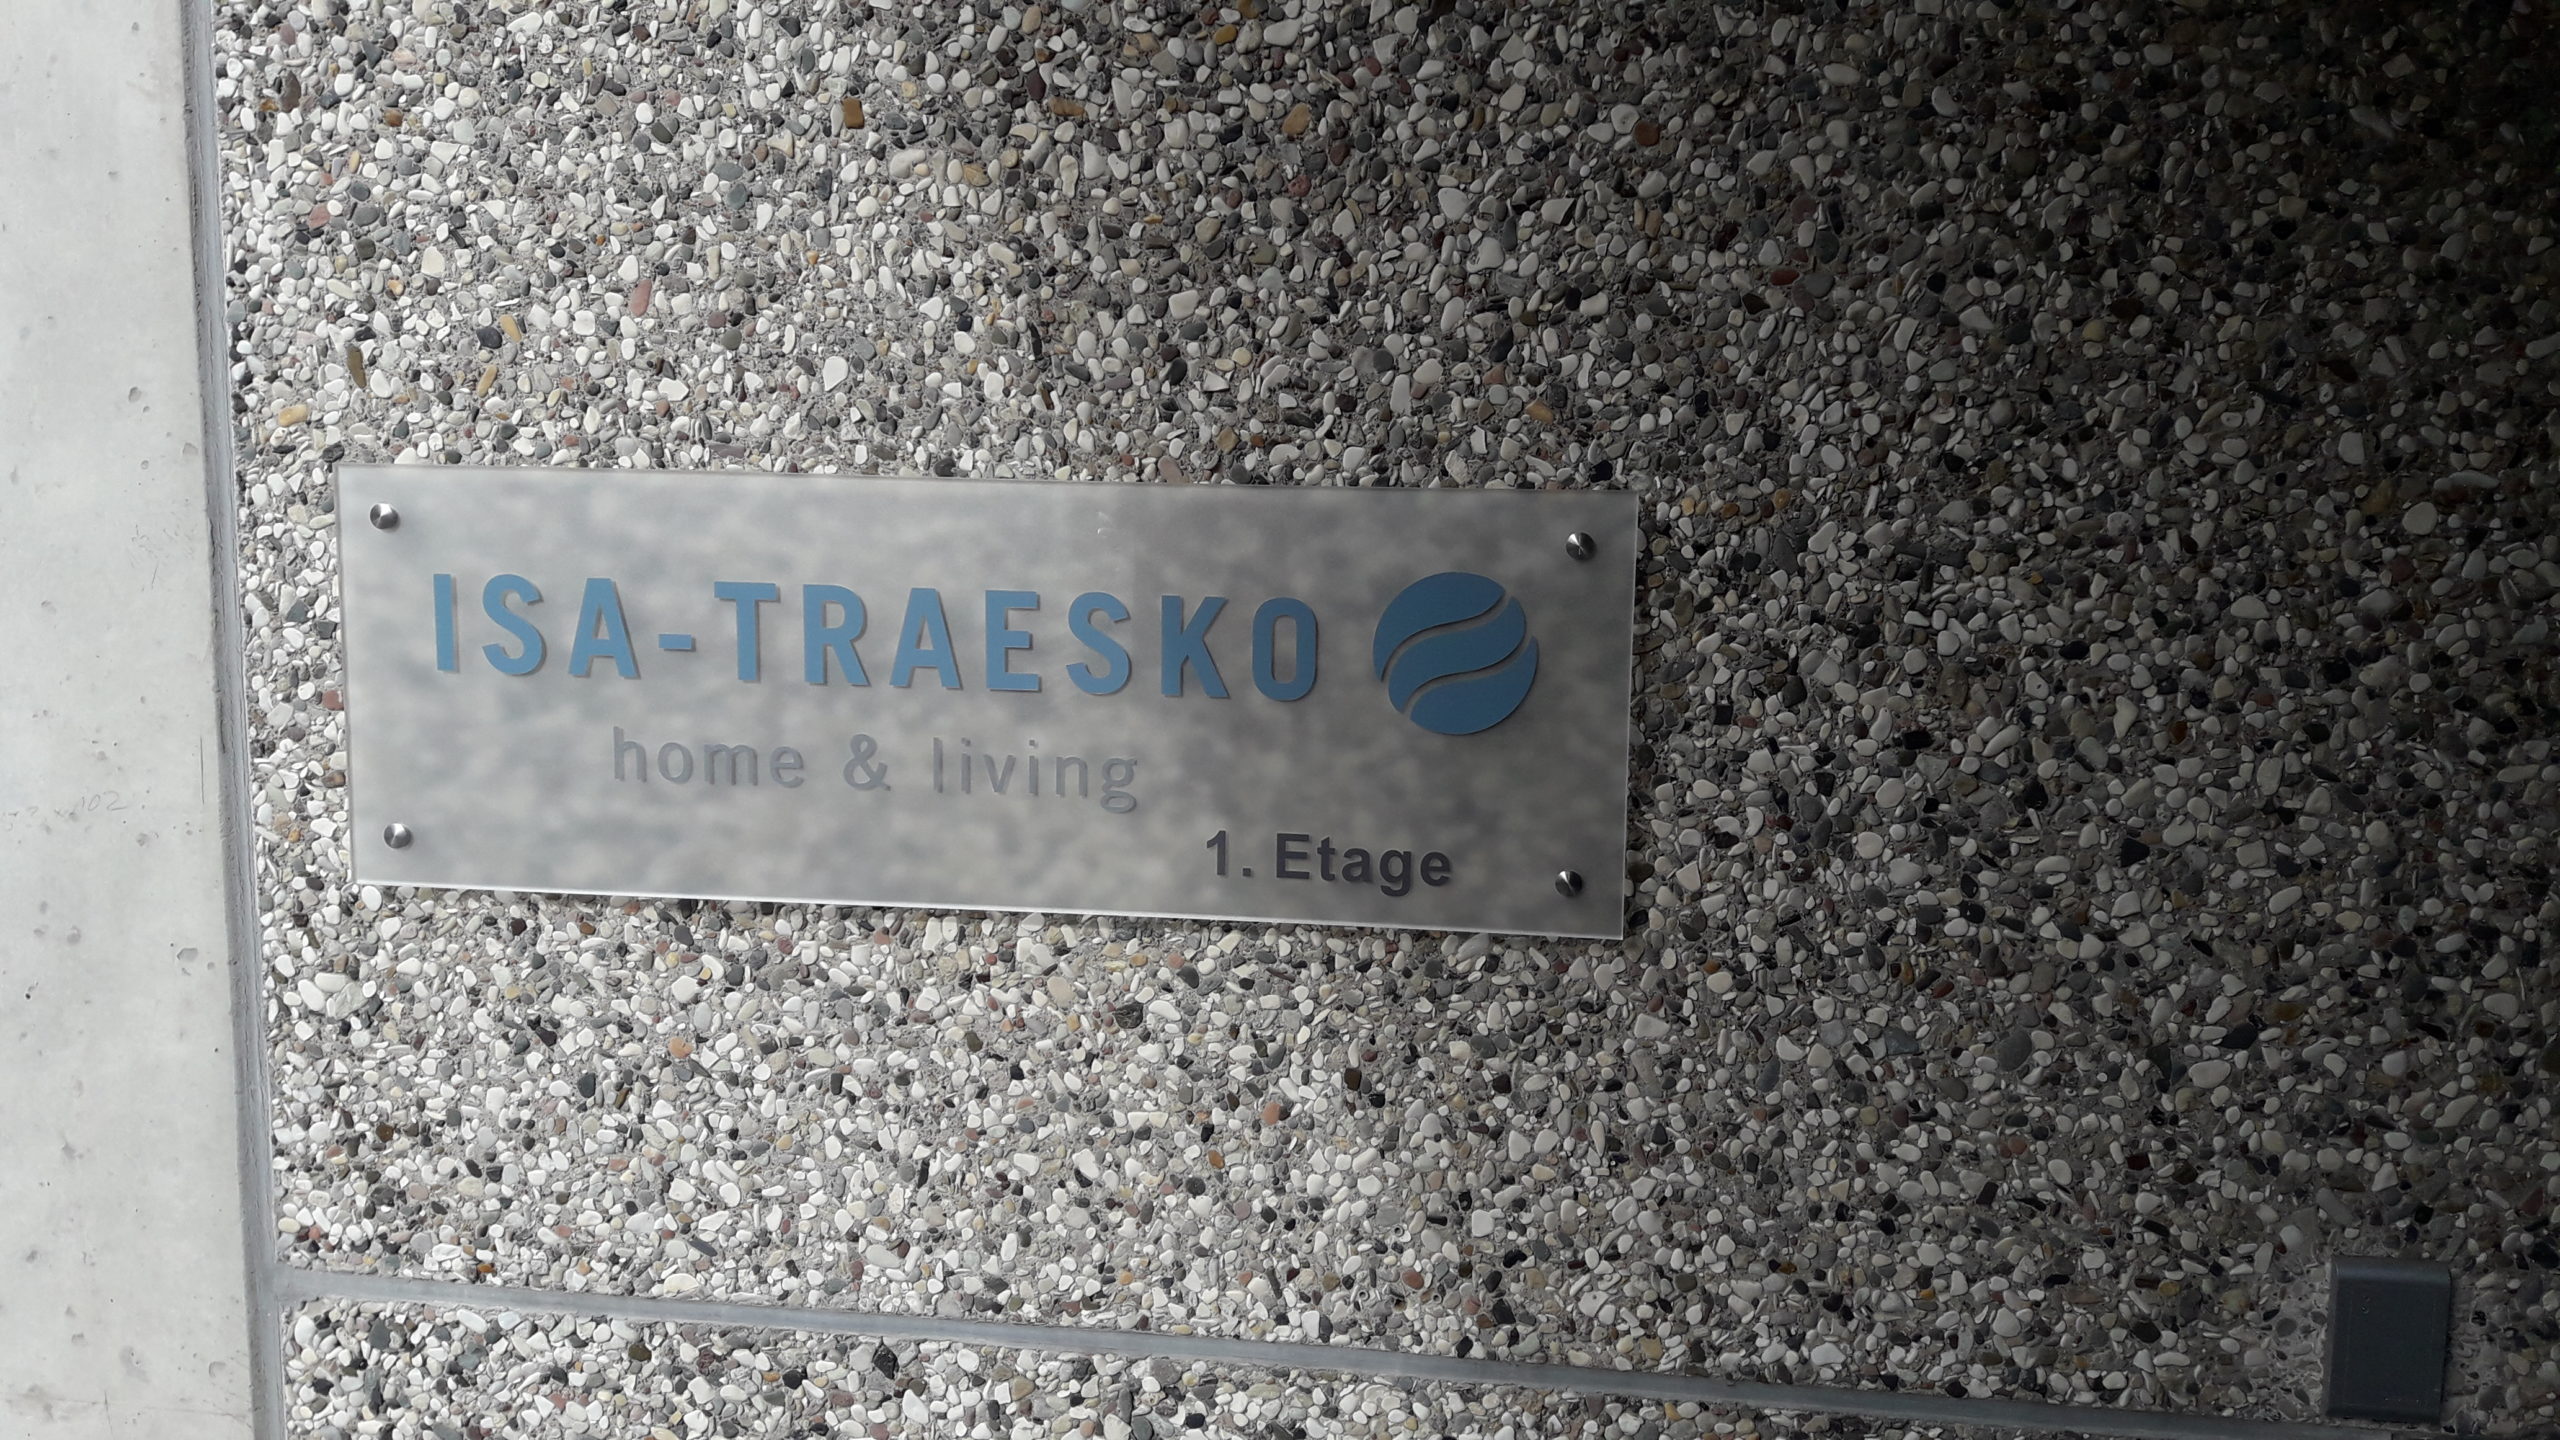 ISA-TRAESKO
home & living
1. Etage